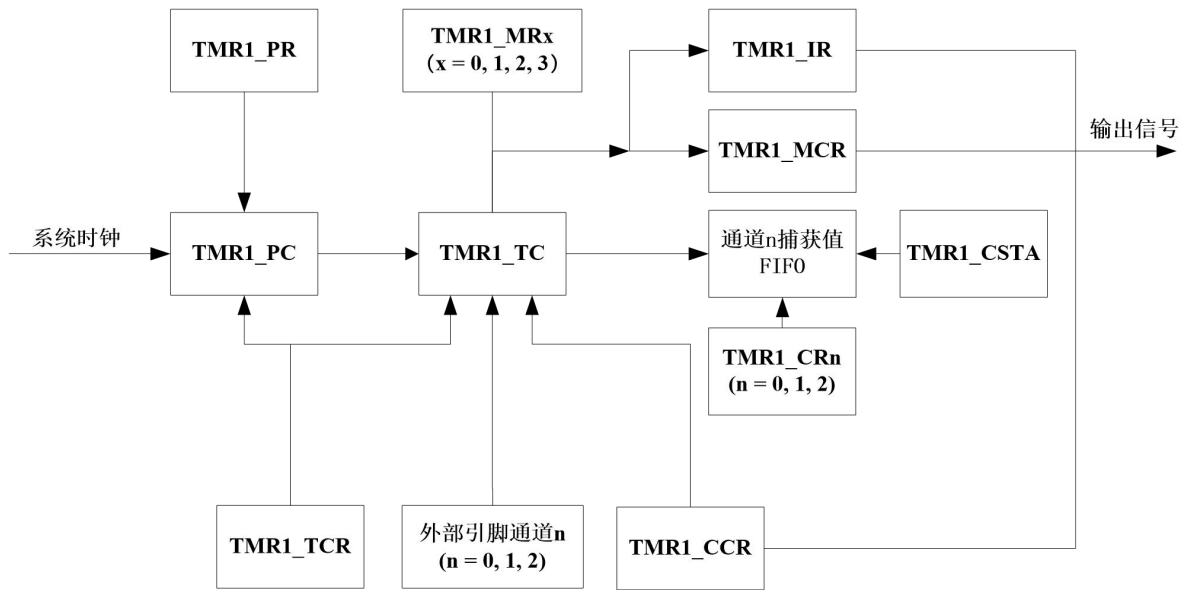 TMR1_PR
TMR1_MRx
（x = 0, 1, 2, 3）
TMR1_IR
TMR1_MCR
输出信号
系统时钟
TMR1_PC
TMR1_TC
通道n捕获值
FIFO
TMR1_CSTA
TMR1_CRn
(n = 0, 1, 2)
TMR1_TCR
外部引脚通道n
(n = 0, 1, 2)
TMR1_CCR